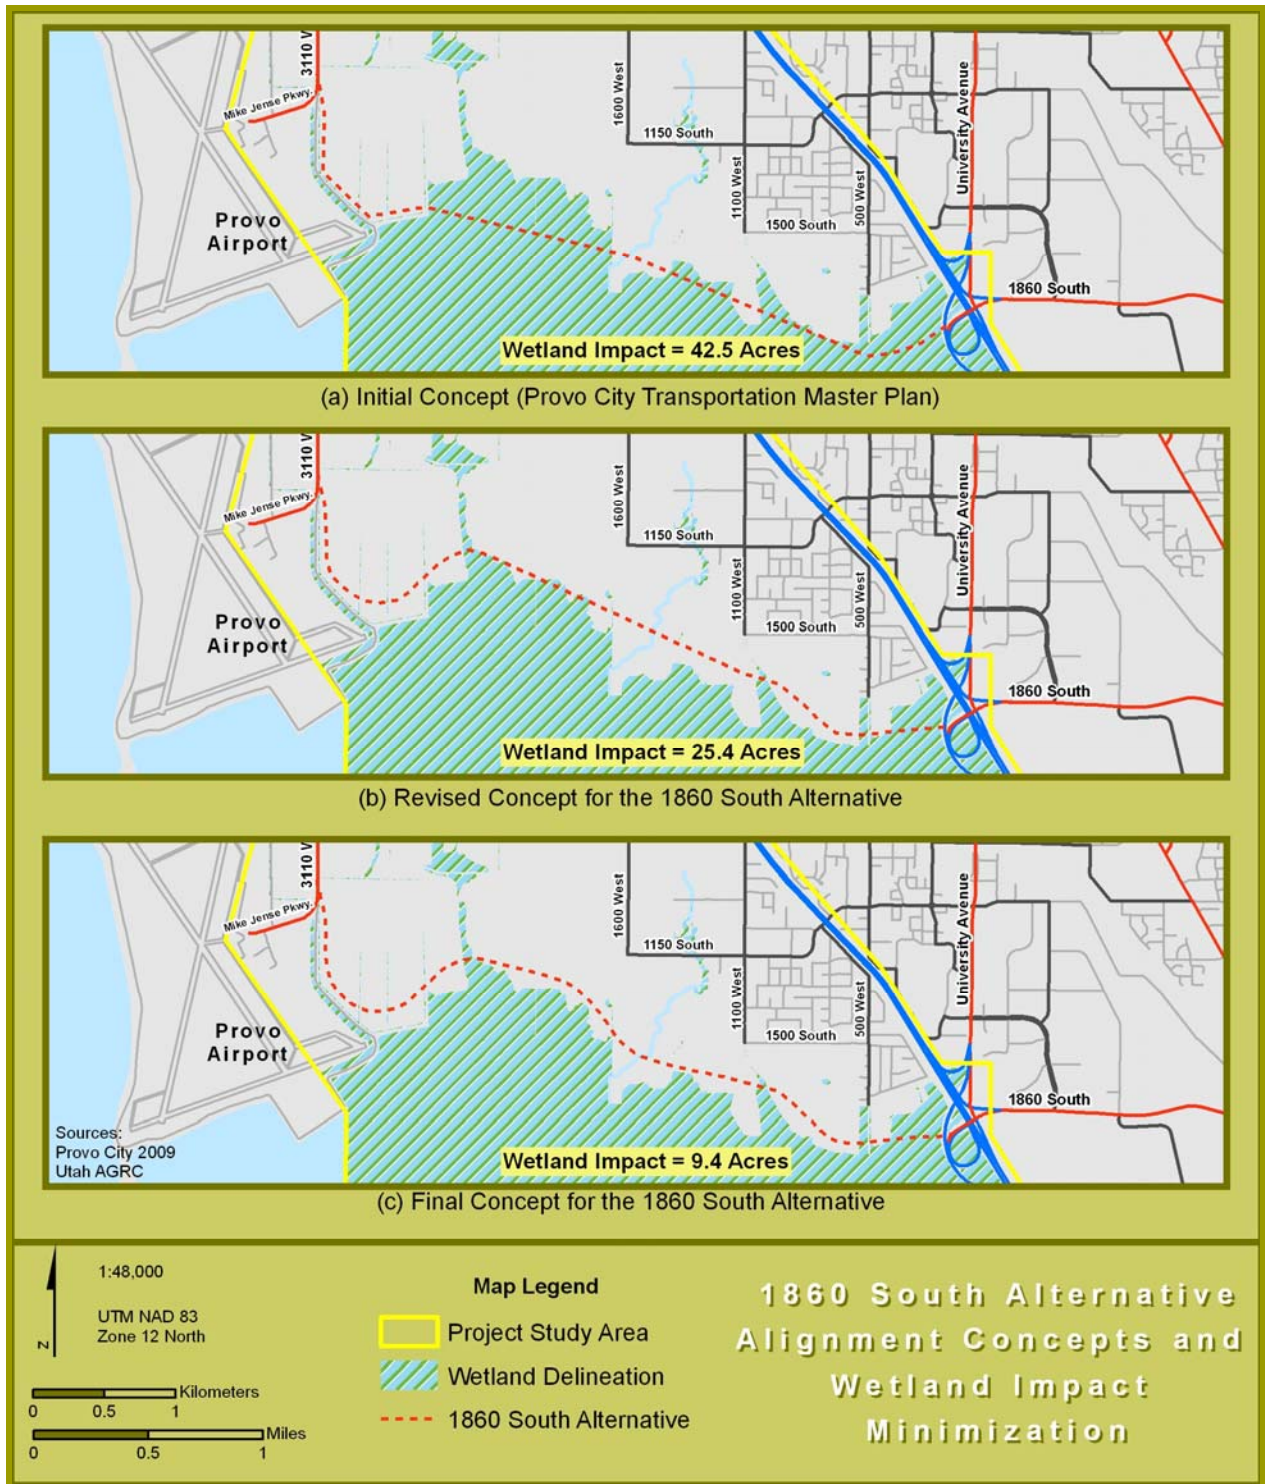 3110 W
Mike Jense Pkwy.
1600 West
1150 South
1100 West
1500 South
500 West
University Avenue
1860 South
Provo
Airport
Wetland Impact = 42.5 Acres
(a) Initial Concept (Provo City Transportation Master Plan)
3110 W
Mike Jense Pkwy.
1600 West
1150 South
1100 West
1500 South
500 West
University Avenue
1860 South
Provo
Airport
Wetland Impact = 25.4 Acres
(b) Revised Concept for the 1860 South Alternative
3110 W
Mike Jense Pkwy.
1600 West
1150 South
1100 West
1500 South
500 West
University Avenue
1860 South
Provo
Airport
Sources:
Provo City 2009
Utah AGRC
Wetland Impact = 9.4 Acres
(c) Final Concept for the 1860 South Alternative
Z
1:48,000
UTM NAD 83
Zone 12 North
Kilometers
0 0.5 1
Miles
0 0.5 1
Map Legend
Project Study Area
Wetland Delineation
1860 South Alternative
1860 South Alternative
Alignment Concepts and
Wetland Impact
Minimization